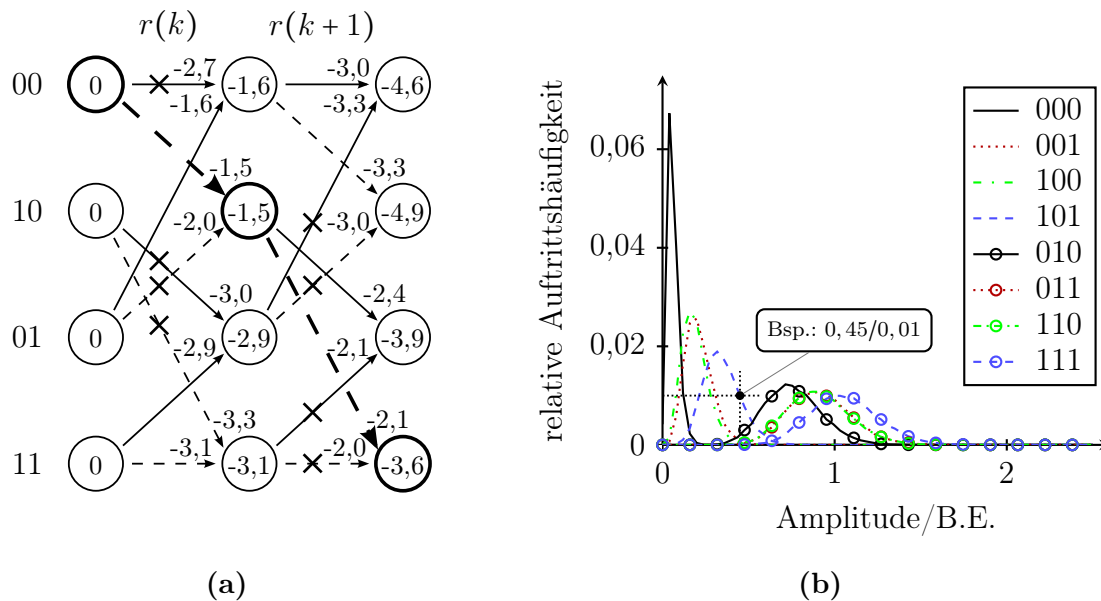 r(k) r(k + 1)
00 0 -2,7 -1,6 -3,0 -4,6
-1,6 -3,3
-1,5 -3,3
10 0 -1,5 -4,9
-2,0 -3,0
-3,0 -2,4
01 0 -2,9 -3,9
-2,9 -2,1
-3,3 -2,1
-3,1 -2,0
11 0 -3,1 -3,6
(a)
relative Auftrittshäufigkeit
0,06
0,04
0,02
0
0 1 2
Amplitude/B.E.
Bsp.: 0, 45/0, 01
000
001
100
101
010
011
110
111
(b)